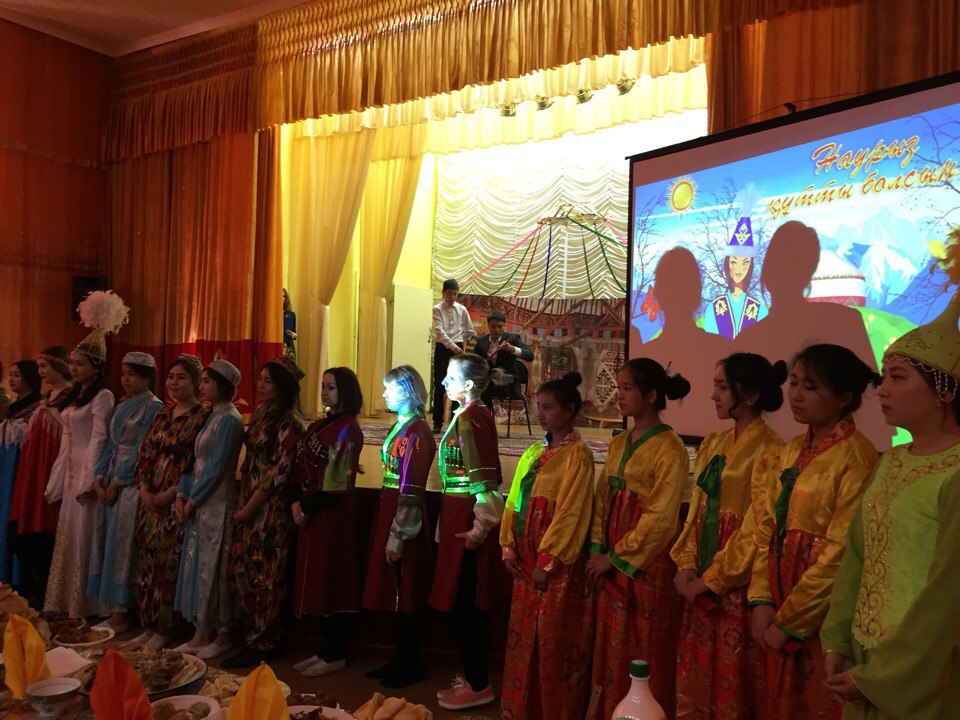 Наурыз
құтты болсын